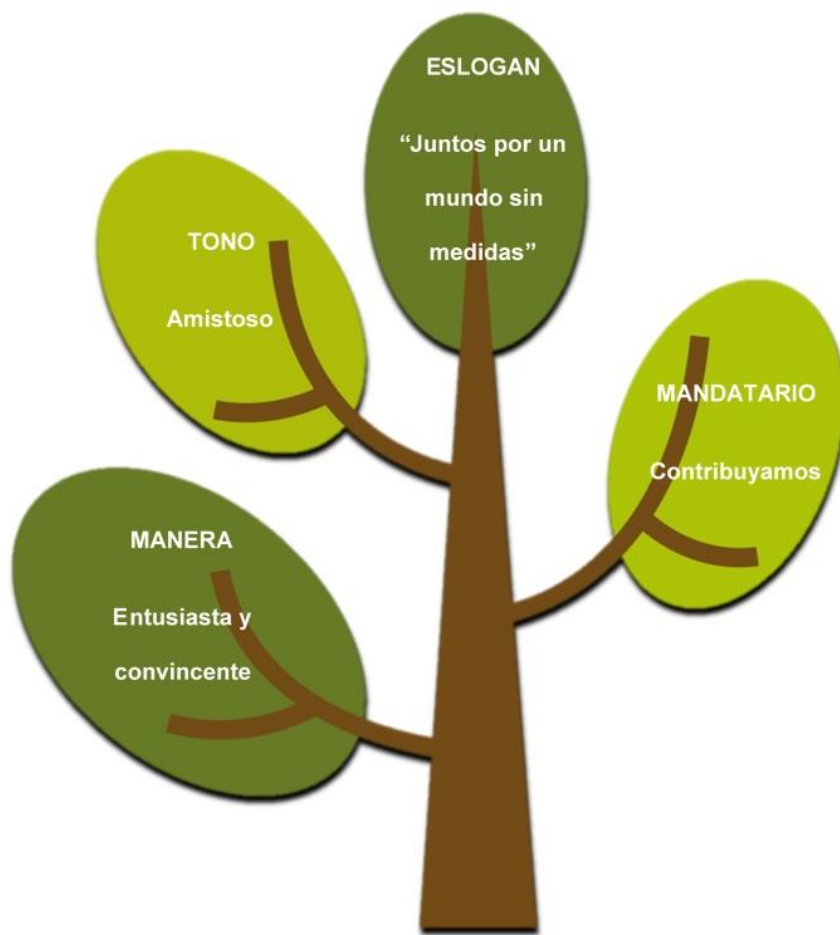 ESLOGAN
“Juntos por un
mundo sin
medidas”
TONO
Amistoso
MANDATARIO
Contribuyamos
MANERA
Entusiasta y
convincente